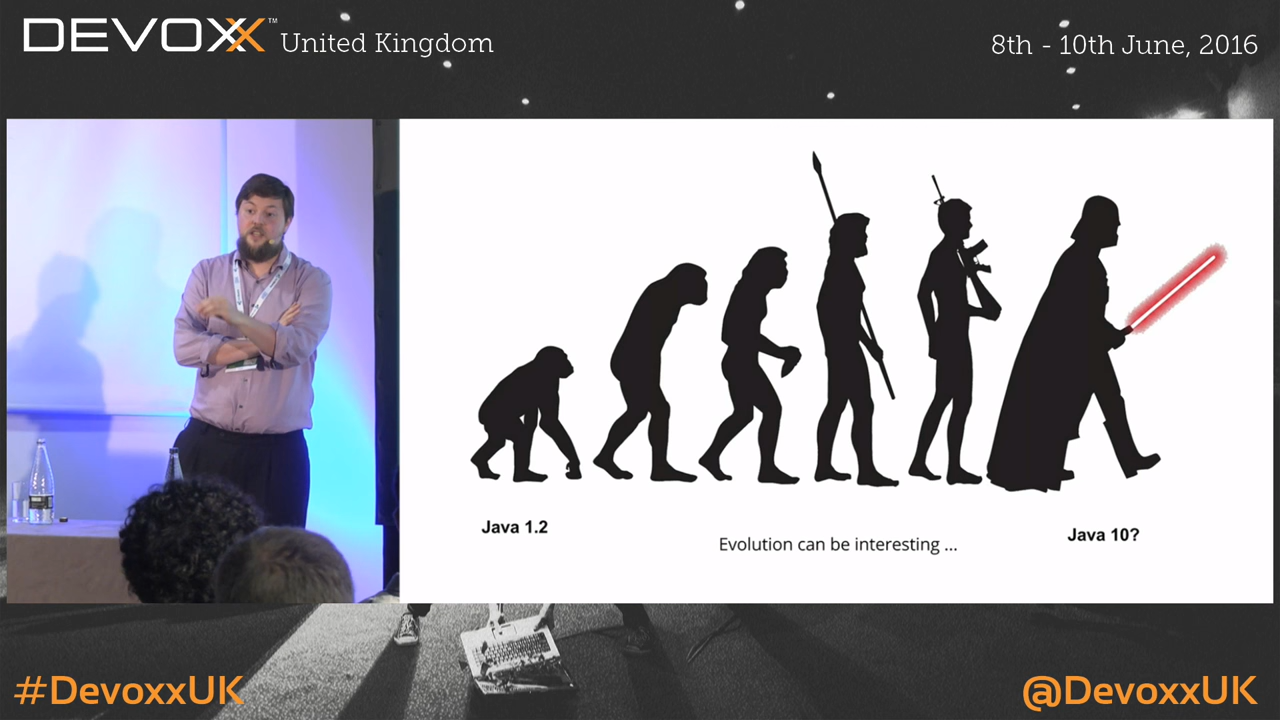 DEVOXX™ United Kingdom
8th - 10th June, 2016
Java 1.2
Evolution can be interesting ...
Java 10?
#DevoxxUK
@DevoxxUK